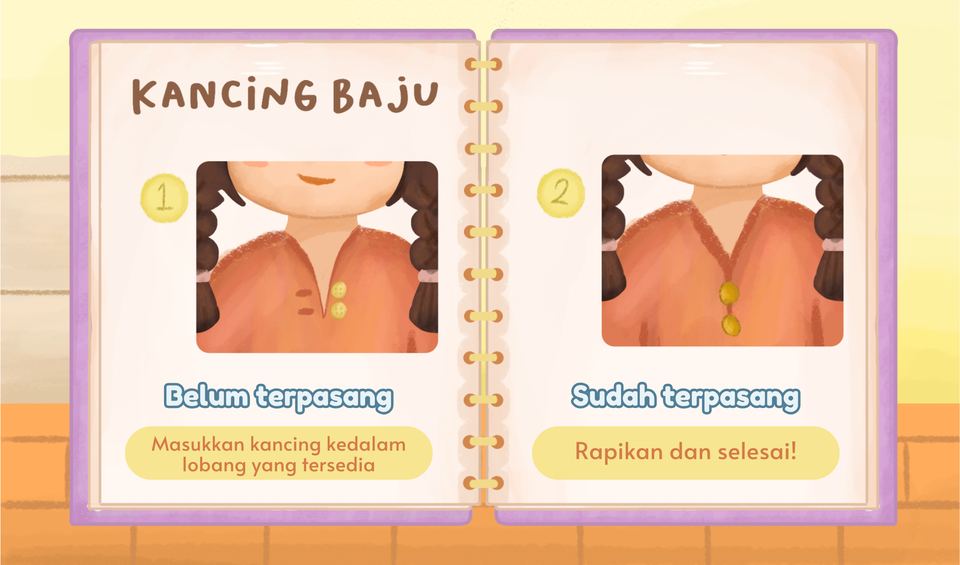 KANCING BAJU
1
Belum terpasang
Masukkan kancing kedalam
lobang yang tersedia
2
Sudah terpasang
Rapikan dan selesai!